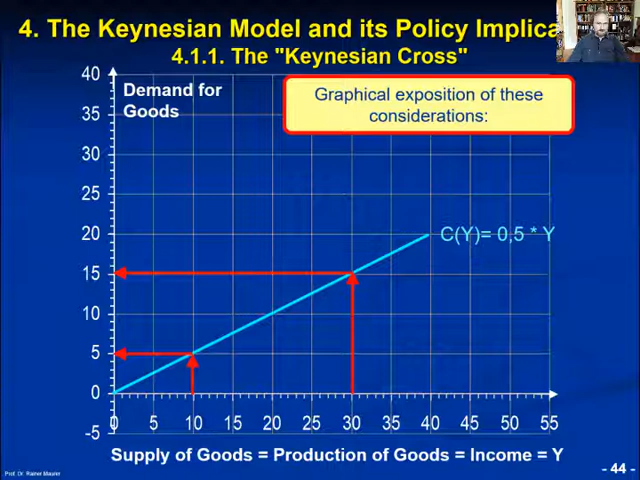 4. The Keynesian Model and its Policy Implica
4.1.1. The "Keynesian Cross"
Demand for
Goods
Graphical exposition of these
considerations:
40
35
30
25
20
15
10
5
0
-5
C(Y)= 0,5 * Y
0 5 10 15 20 25 30 35 40 45 50 55
Supply of Goods = Production of Goods = Income = Y
Prof. Dr. Rainer Maurer
- 44 -